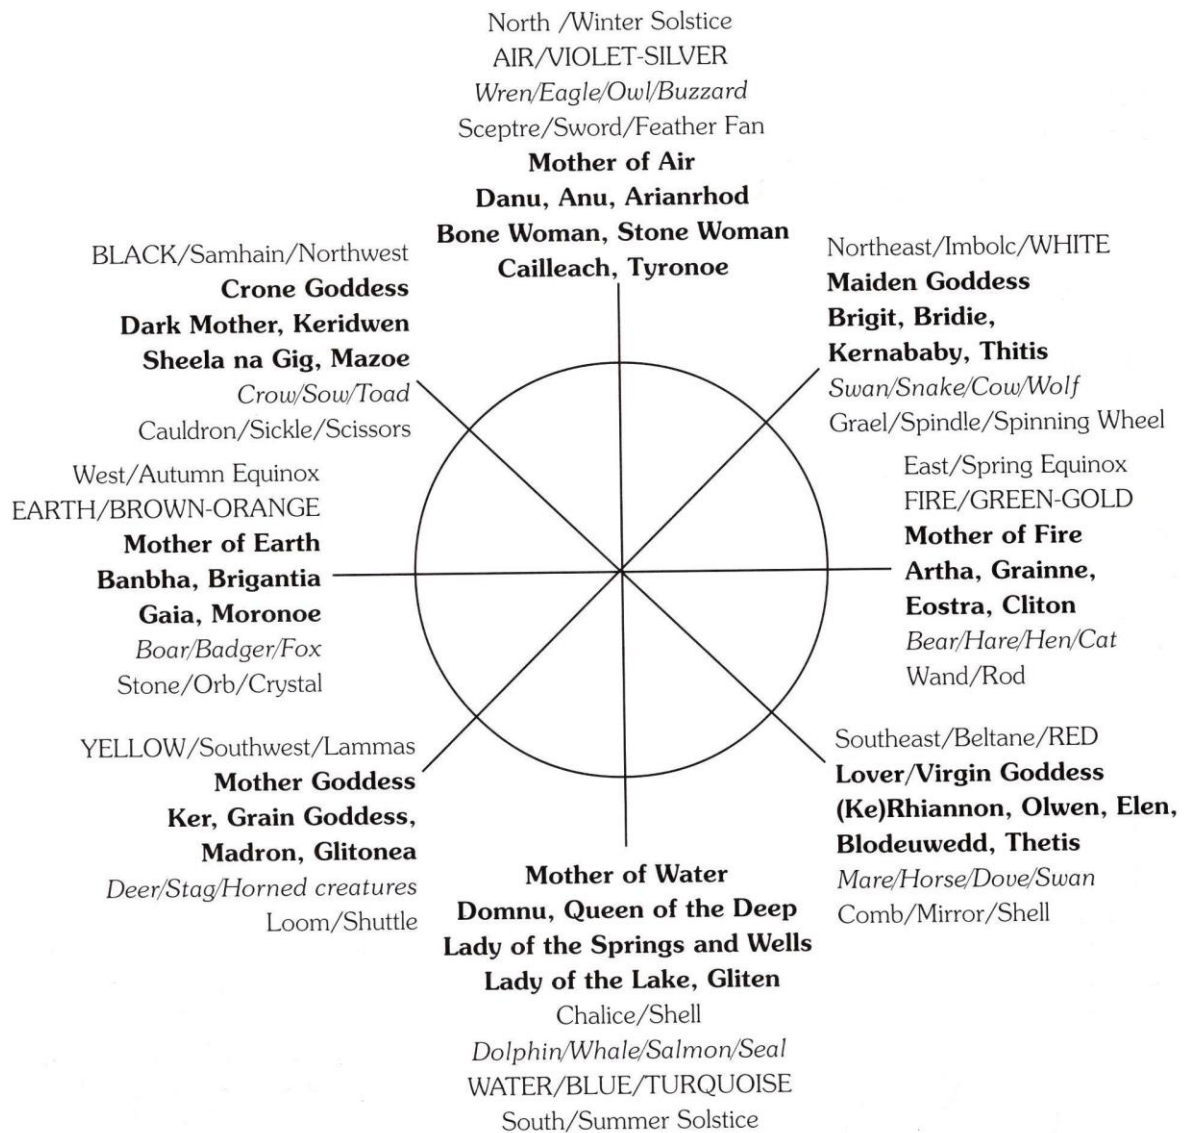 North /Winter Solstice
AIR/VIOLET-SILVER
Wren/Eagle/Owl/Buzzard
Sceptre/Sword/Feather Fan
Mother of Air
Danu, Anu, Arianrhod
Bone Woman, Stone Woman
Cailleach, Tyronoe
Northeast/Imbolc/WHITE
Maiden Goddess
Brigit, Bridie,
Kernababy, Thitis
Swan/Snake/Cow/Wolf
Grael/Spindle/Spinning Wheel
East/Spring Equinox
FIRE/GREEN-GOLD
Mother of Fire
Artha, Grainne,
Eostra, Cliton
Bear/Hare/Hen/Cat
Wand/Rod
Southeast/Beltane/RED
Lover/Virgin Goddess
(Ke)Rhiannon, Olwen, Elen,
Blodeuwedd, Thetis
Mare/Horse/Dove/Swan
Comb/Mirror/Shell
Mother of Water
Domnu, Queen of the Deep
Lady of the Springs and Wells
Lady of the Lake, Gliten
Chalice/Shell
Dolphin/Whale/Salmon/Seal
WATER/BLUE/TURQUOISE
South/Summer Solstice
YELLOW/Southwest/Lammas
Mother Goddess
Ker, Grain Goddess,
Madron, Glitonea
Deer/Stag/Horned creatures
Loom/Shuttle
West/Autumn Equinox
EARTH/BROWN-ORANGE
Mother of Earth
Banbha, Brigantia
Gaia, Moronoe
Boar/Badger/Fox
Stone/Orb/Crystal
BLACK/Samhain/Northwest
Crone Goddess
Dark Mother, Keridwen
Sheela na Gig, Mazoe
Crow/Sow/Toad
Cauldron/Sickle/Scissors